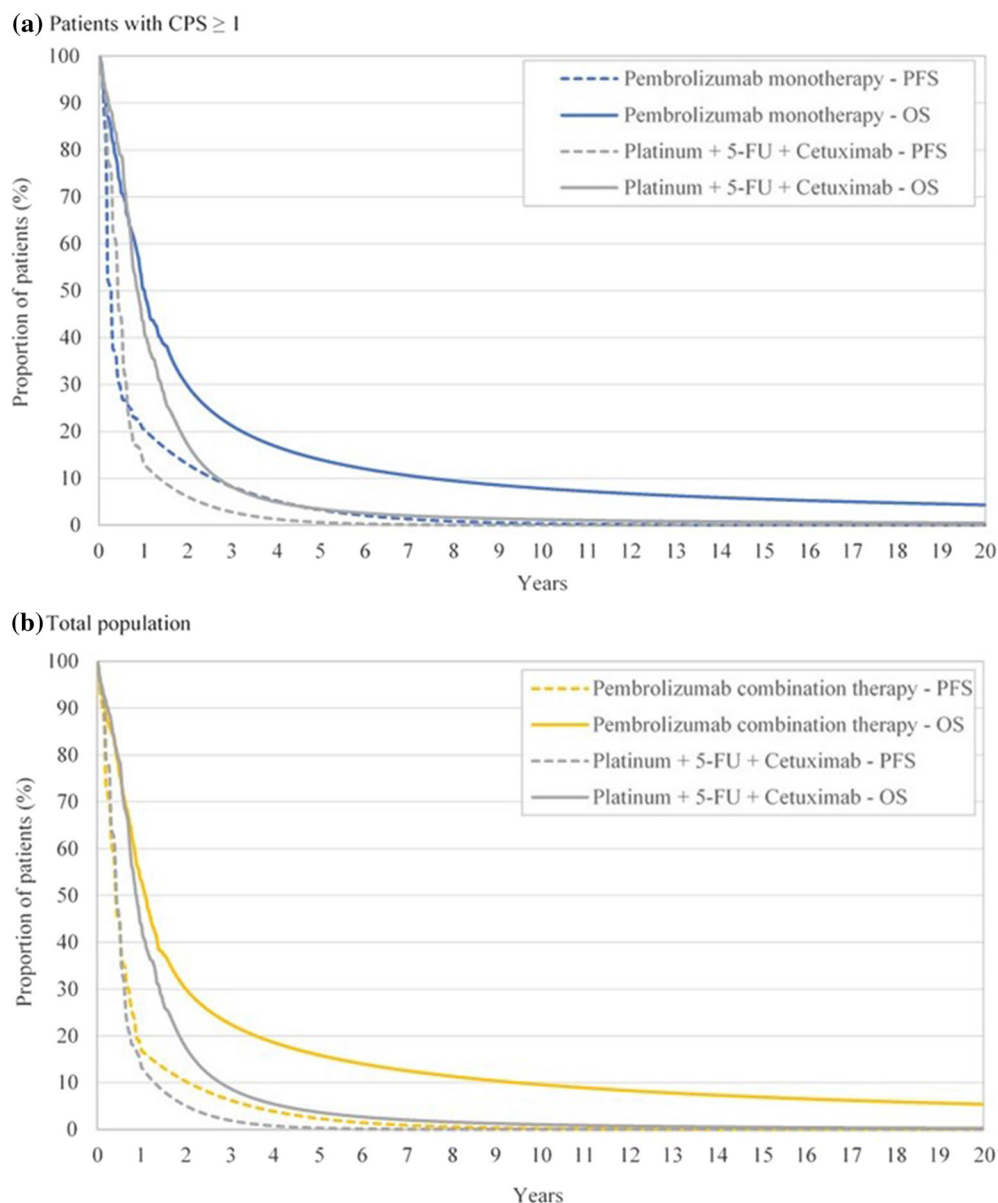 (a) Patients with CPS ≥ 1
100
90
80
70
60
50
40
30
20
10
0
Proportion of patients (%)
Pembrolizumab monotherapy - PFS
Pembrolizumab monotherapy - OS
Platinum + 5-FU + Cetuximab - PFS
Platinum + 5-FU + Cetuximab - OS
0 1 2 3 4 5 6 7 8 9 10 11 12 13 14 15 16 17 18 19 20
Years
(b) Total population
100
90
80
70
60
50
40
30
20
10
0
Proportion of patients (%)
Pembrolizumab combination therapy - PFS
Pembrolizumab combination therapy - OS
Platinum + 5-FU + Cetuximab - PFS
Platinum + 5-FU + Cetuximab - OS
0 1 2 3 4 5 6 7 8 9 10 11 12 13 14 15 16 17 18 19 20
Years